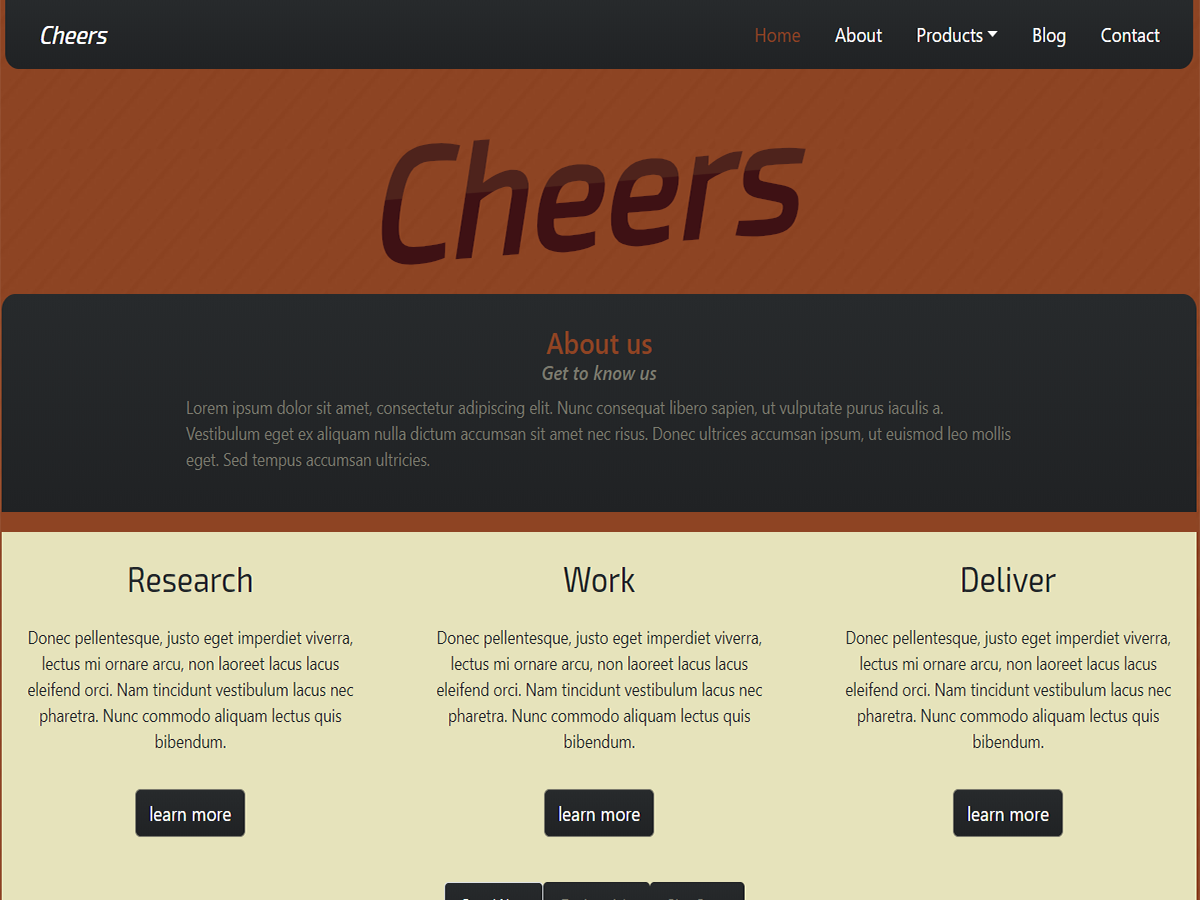 Cheers
Home
About
Products
Blog
Contact
Cheers
About us
Get to know us
Lorem ipsum dolor sit amet, consectetur adipiscing elit. Nunc consequat libero sapien, ut vulputate purus iaculis a.
Vestibulum eget ex aliquam nulla dictum accumsan sit amet nec risus. Donec ultrices accumsan ipsum, ut euismod leo mollis
eget. Sed tempus accumsan ultricies.
Research
Donec pellentesque, justo eget imperdiet viverra,
lectus mi ornare arcu, non laoreet lacus lacus
eleifend orci. Nam tincidunt vestibulum lacus nec
pharetra. Nunc commodo aliquam lectus quis
bibendum.
learn more
Work
Donec pellentesque, justo eget imperdiet viverra,
lectus mi ornare arcu, non laoreet lacus lacus
eleifend orci. Nam tincidunt vestibulum lacus nec
pharetra. Nunc commodo aliquam lectus quis
bibendum.
learn more
Deliver
Donec pellentesque, justo eget imperdiet viverra,
lectus mi ornare arcu, non laoreet lacus lacus
eleifend orci. Nam tincidunt vestibulum lacus nec
pharetra. Nunc commodo aliquam lectus quis
bibendum.
learn more